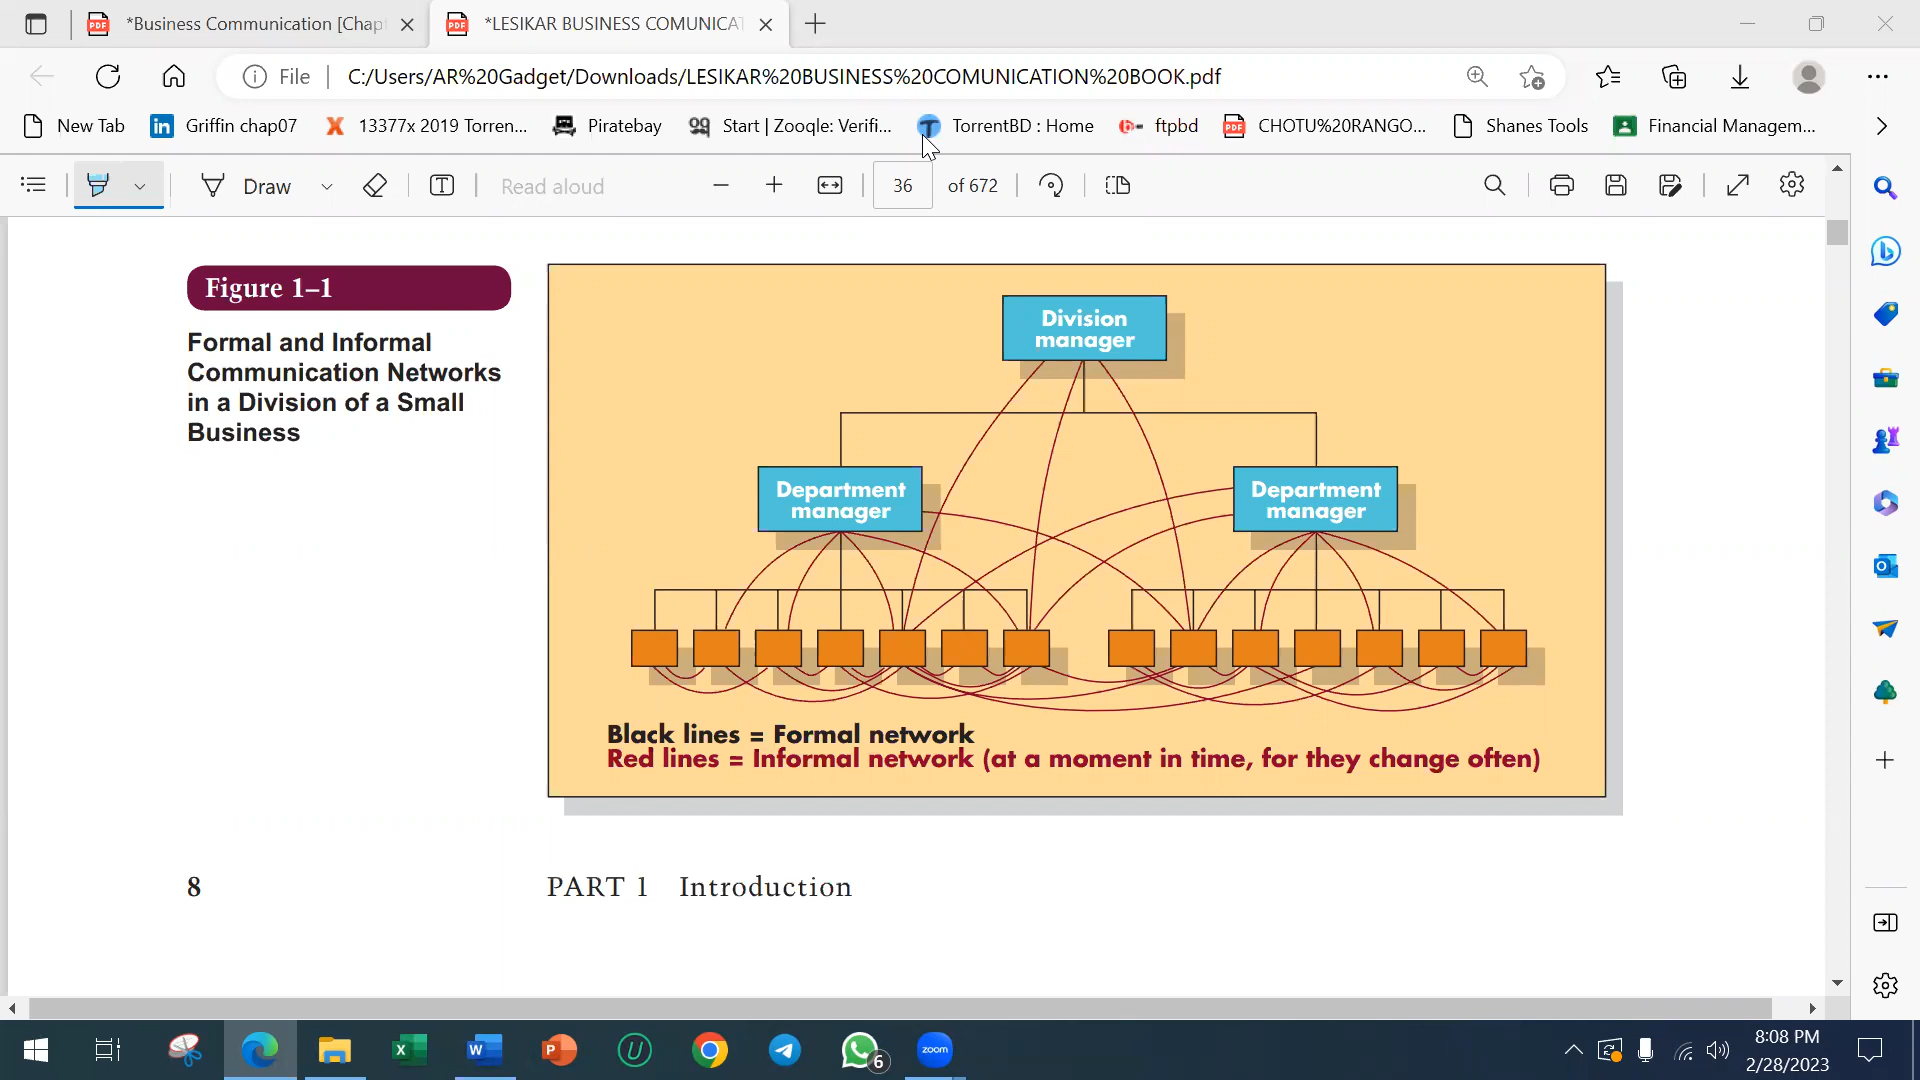 *Business Communication [Chap
*LESIKAR BUSINESS COMUNICAT
File
C:/Users/AR%20Gadget/Downloads/LESIKAR%20BUSINESS%20COMUNICATION%20BOOK.pdf
New Tab
Griffin chap07
13377x 2019 Torren...
Piratebay
Start | Zooqle: Verifi...
TorrentBD : Home
ftpbd
CHOTU%20RANGO...
Shanes Tools
Financial Managem...
Draw
Read aloud
36
of 672
Figure 1–1
Formal and Informal
Communication Networks
in a Division of a Small
Business
Division
manager
Department
manager
Department
manager
Black lines = Formal network
Red lines = Informal network (at a moment in time, for they change often)
8
PART 1 Introduction
zoom
6
8:08 PM
2/28/2023